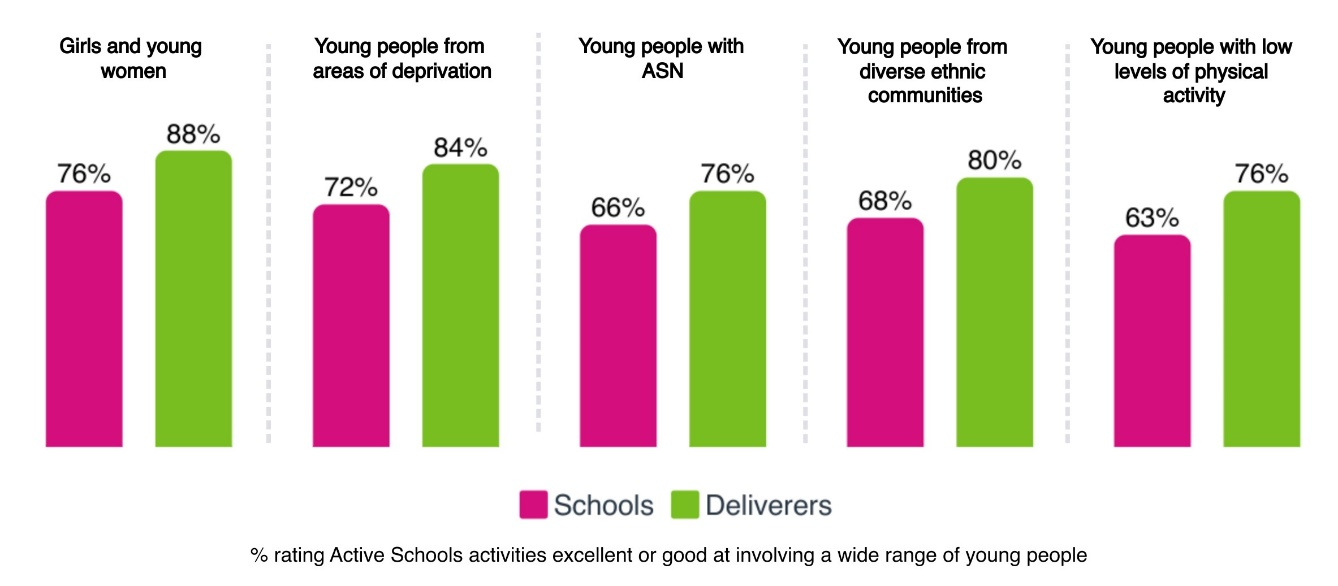 Girls and young
women
Young people from
areas of deprivation
Young people with
ASN
Young people from
diverse ethnic
communities
Young people with low
levels of physical
activity
76%
88%
72%
84%
66%
76%
68%
80%
63%
76%
Schools
Deliverers
% rating Active Schools activities excellent or good at involving a wide range of young people